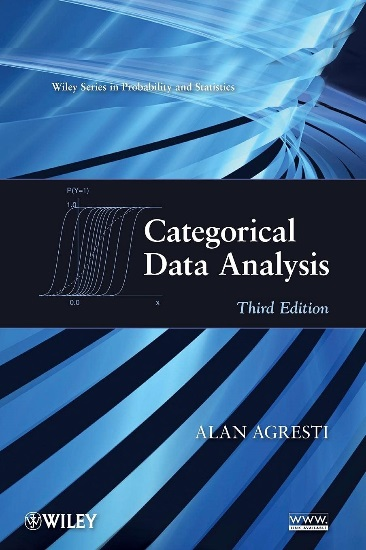 Wiley Series in Probability and Statistics
P(Y=1)
1.0
0.0 x
Categorical
Data Analysis
Third Edition
ALAN AGRESTI
WILEY
WWW.